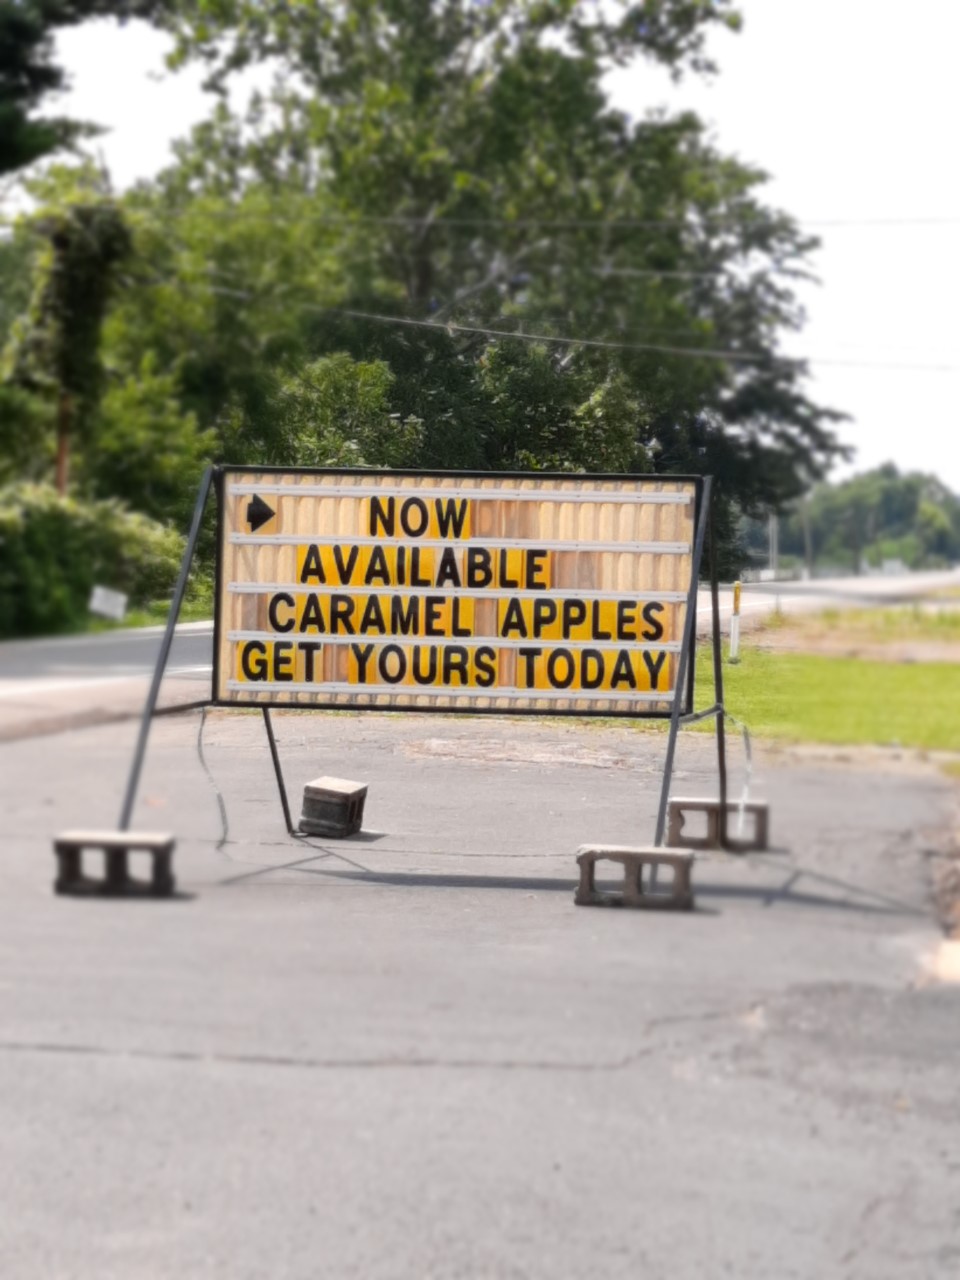 NOW
AVAILABLE
CARAMEL APPLES
GET YOURS TODAY